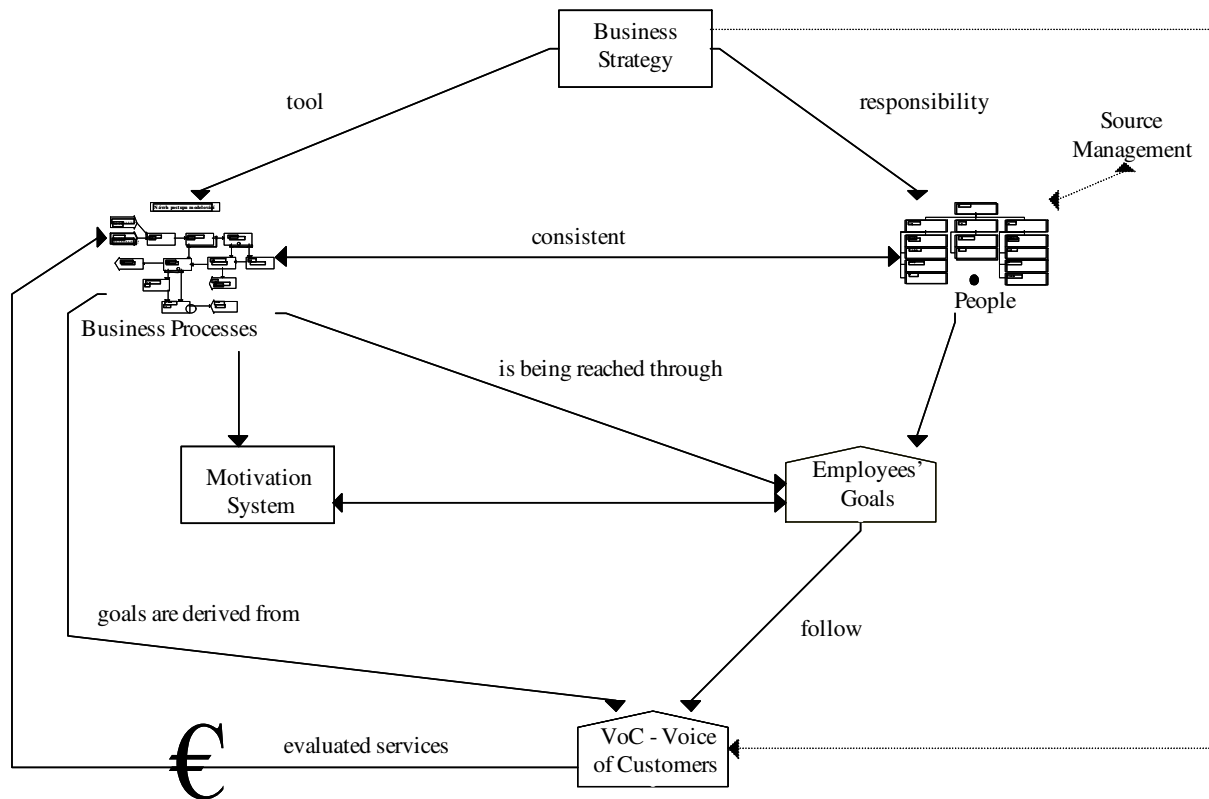 Business
Strategy
tool
responsibility
Source
Management
consistent
People
Business Processes
is being reached through
Motivation
System
Employees’
Goals
goals are derived from
follow
€
evaluated services
VoC - Voice
of Customers